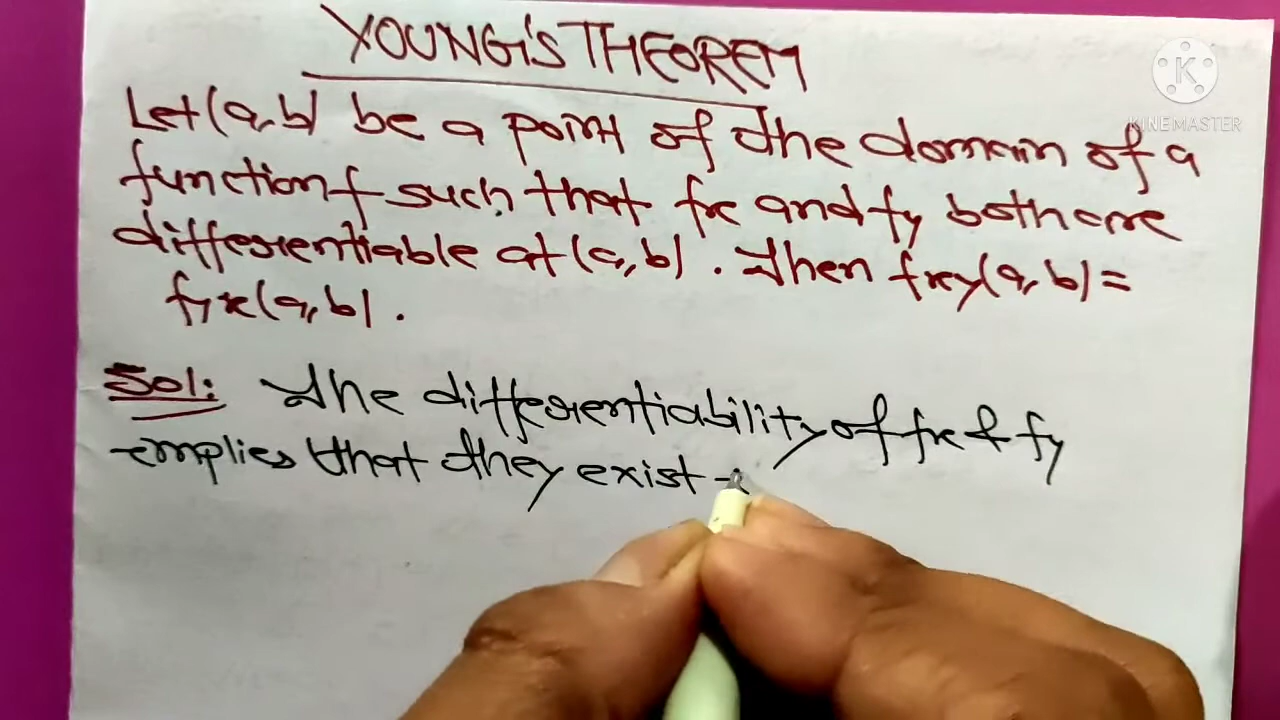 YOUNG'S THEOREM
Let (a,b) be a point of the domain of a
function f such that fx and fy both are
differentiable at (a,b). Then fxy(a,b) =
fyx(a,b).
Sol: The differentiability of fx & fy
emplies that they exist
K
KINEMASTER